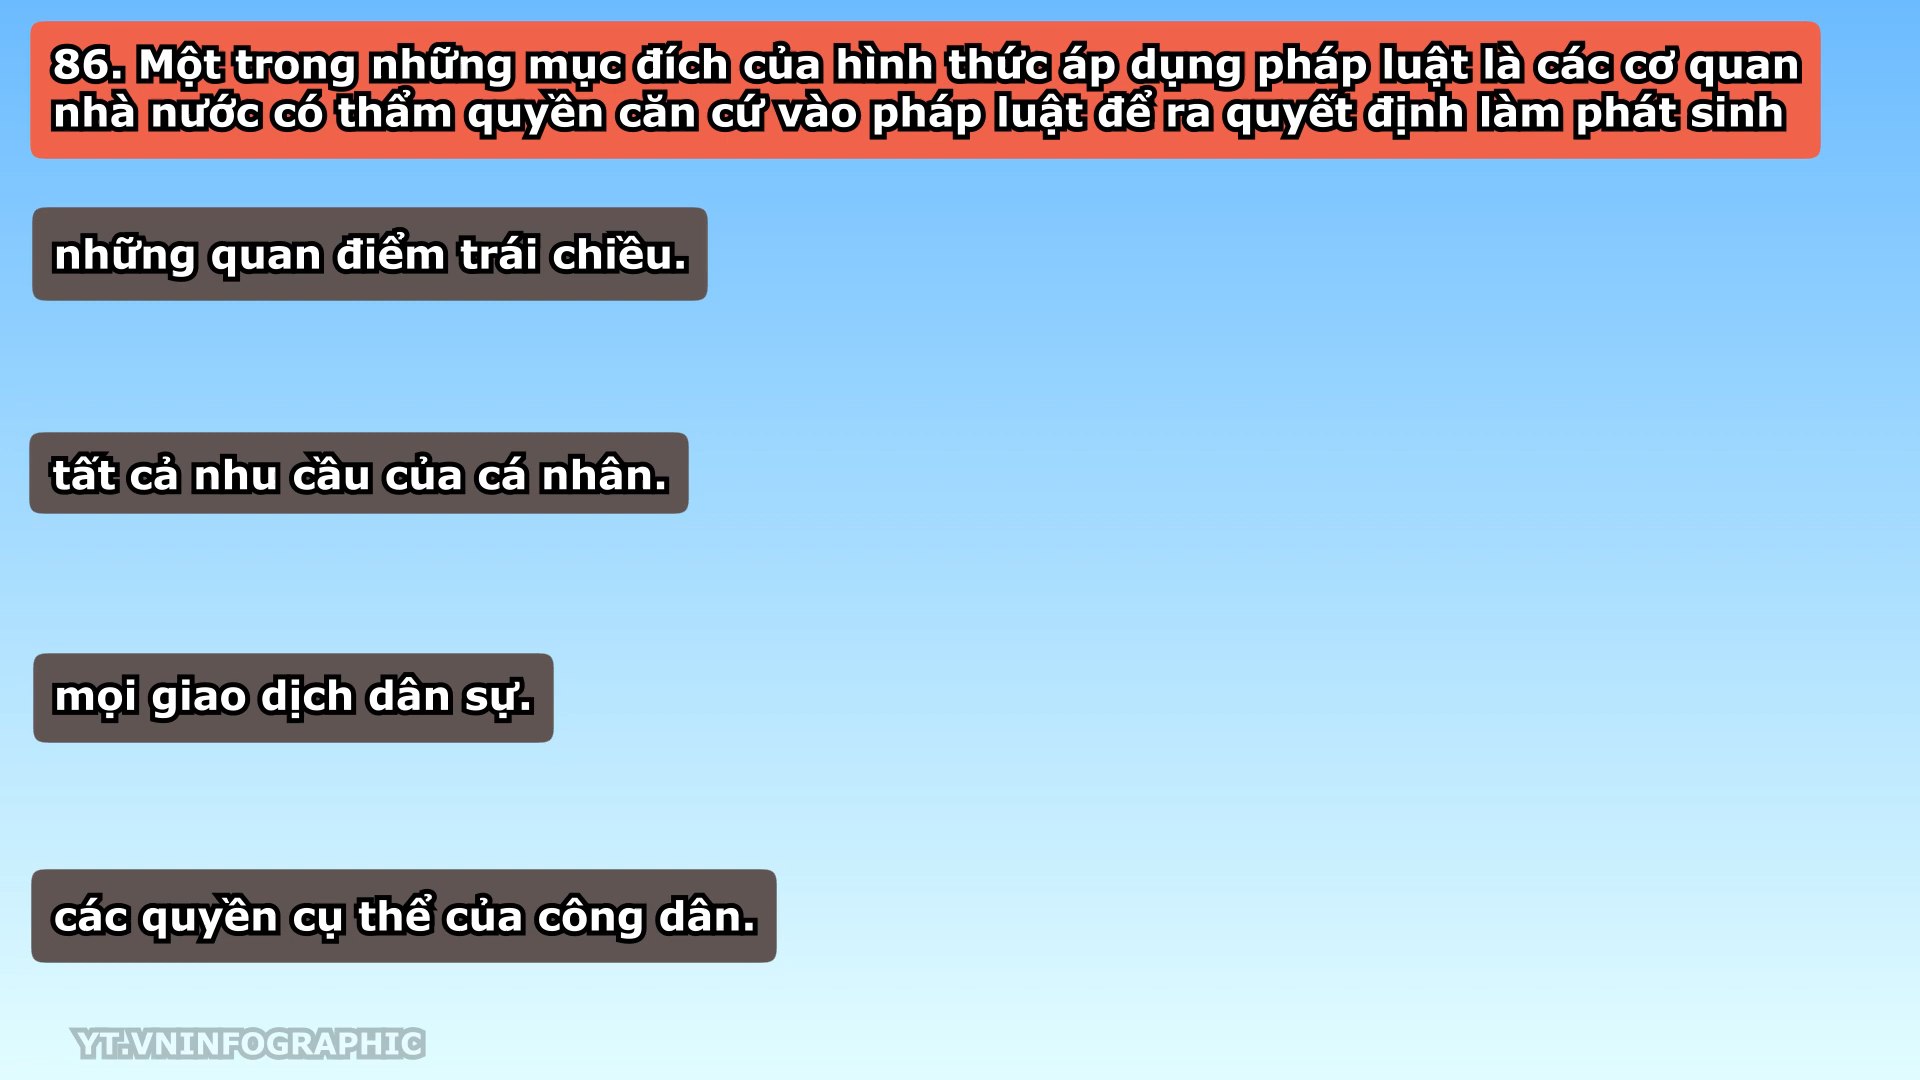 86. Một trong những mục đích của hình thức áp dụng pháp luật là các cơ quan
nhà nước có thẩm quyền căn cứ vào pháp luật để ra quyết định làm phát sinh
những quan điểm trái chiều.
tất cả nhu cầu của cá nhân.
mọi giao dịch dân sự.
các quyền cụ thể của công dân.
YT.VNINFOGRAPHIC